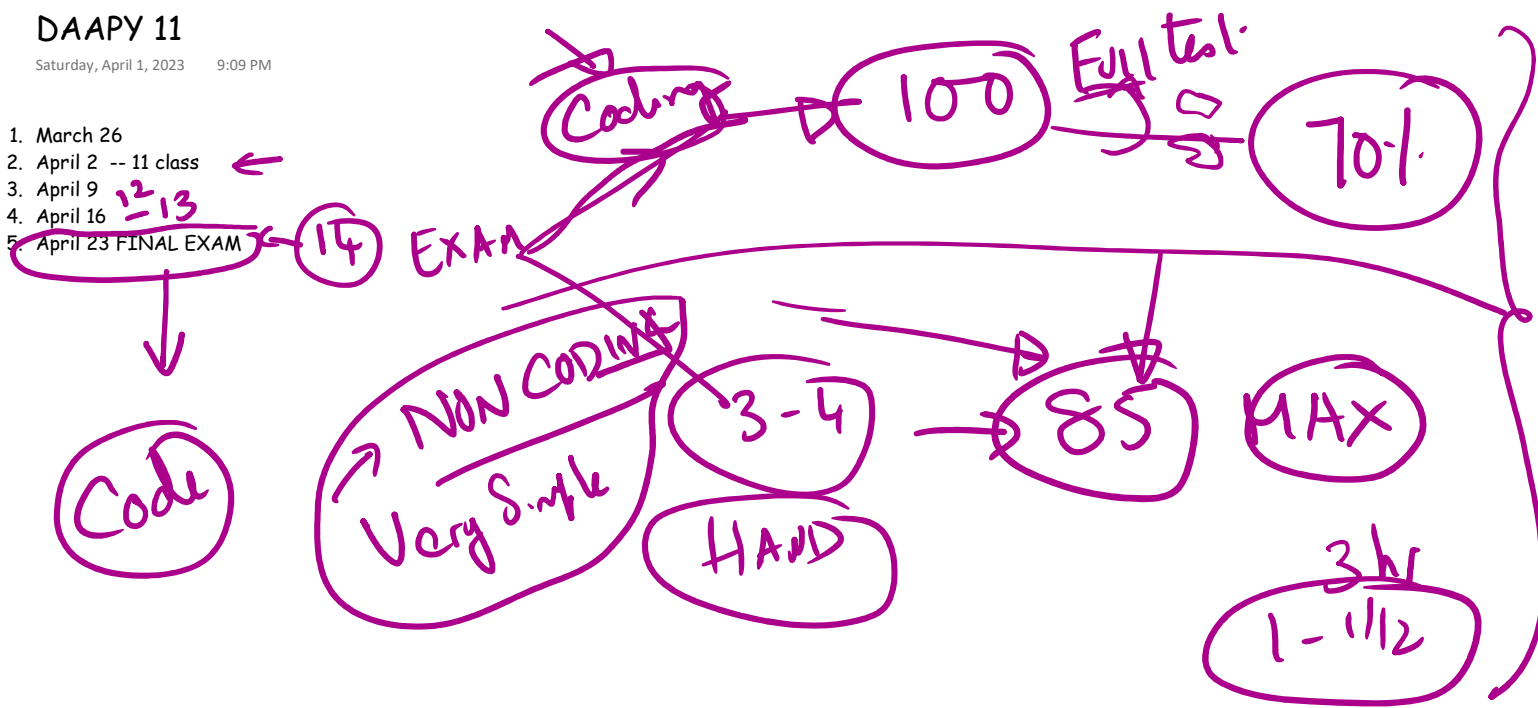 DAAPY 11
Saturday, April 1, 2023 9:09 PM
1. March 26
2. April 2 -- 11 class
3. April 9
12
4. April 16 - 13
5. April 23 FINAL EXAM
14
EXAM
Coding
100
Full test.
70%
NON CODING
Very Simple
3-4
HAND
85
MAX
Code
3 hr
1 - 1 1/2